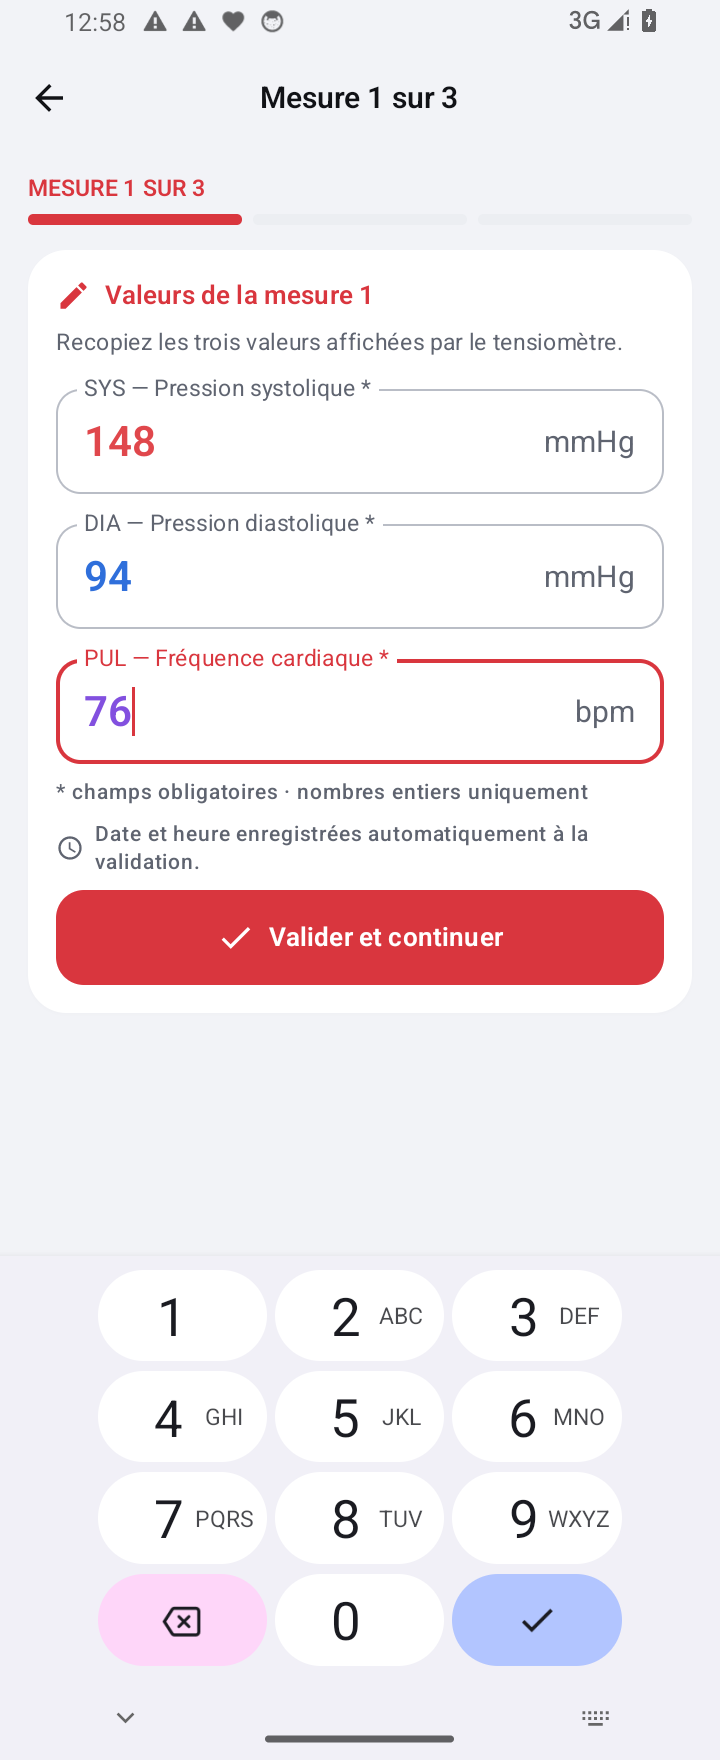 12:58
3G
Mesure 1 sur 3
MESURE 1 SUR 3
Valeurs de la mesure 1
Recopiez les trois valeurs affichées par le tensiomètre.
SYS — Pression systolique *
148 mmHg
DIA — Pression diastolique *
94 mmHg
PUL — Fréquence cardiaque *
76 bpm
* champs obligatoires · nombres entiers uniquement
Date et heure enregistrées automatiquement à la
validation.
Valider et continuer
1 2 ABC 3 DEF
4 GHI 5 JKL 6 MNO
7 PQRS 8 TUV 9 WXYZ
0